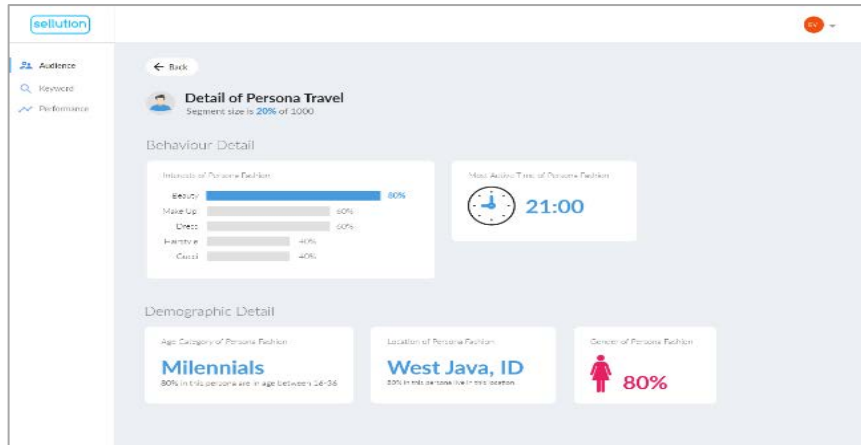 sellution
KV
Audience
Keyword
Performance
← Back
Detail of Persona Travel
Segment size is 20% of 1000
Behaviour Detail
Interests of Persona Fashion
Beauty 80%
Make Up 60%
Dress 60%
Hairstyle 40%
Gucci 40%
Most Active Time of Persona Fashion
21:00
Demographic Detail
Age Category of Persona Fashion
Milennials
80% in this persona are in age between 16-36
Location of Persona Fashion
West Java, ID
80% in this persona live in this location
Gender of Persona Fashion
80%